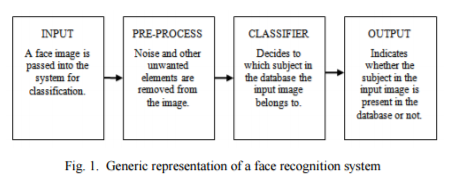 INPUT
A face image is
passed into the
system for
classification.
PRE-PROCESS
Noise and other
unwanted
elements are
removed from
the image.
CLASSIFIER
Decides to
which subject in
the database the
input image
belongs to.
OUTPUT
Indicates
whether the
subject in the
input image is
present in the
database or not.
Fig. 1. Generic representation of a face recognition system